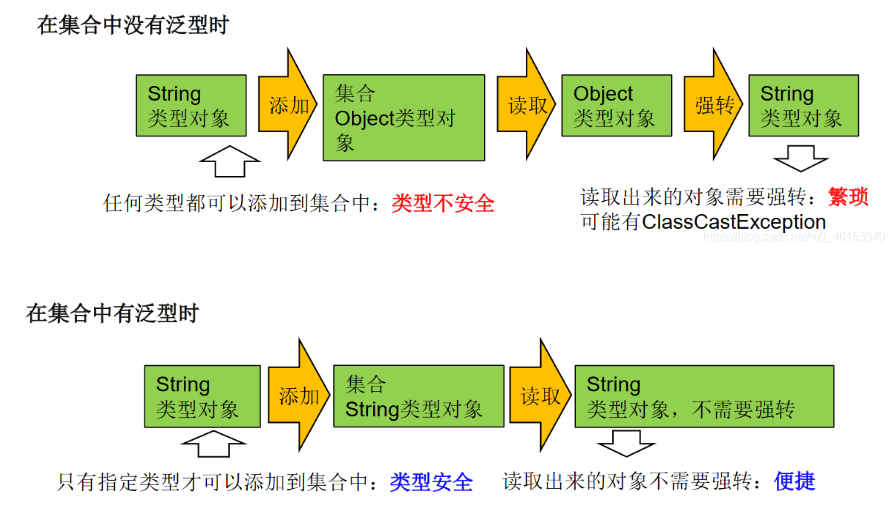 在集合中没有泛型时
String
类型对象
添加
集合
Object类型对
象
读取
Object
类型对象
强转
String
类型对象
任何类型都可以添加到集合中：类型不安全
读取出来的对象需要强转：繁琐
可能有ClassCastException
https://blog.csdn.net/m0_46153949
在集合中有泛型时
String
类型对象
添加
集合
String类型对象
读取
String
类型对象，不需要强转
只有指定类型才可以添加到集合中：类型安全
读取出来的对象不需要强转：便捷